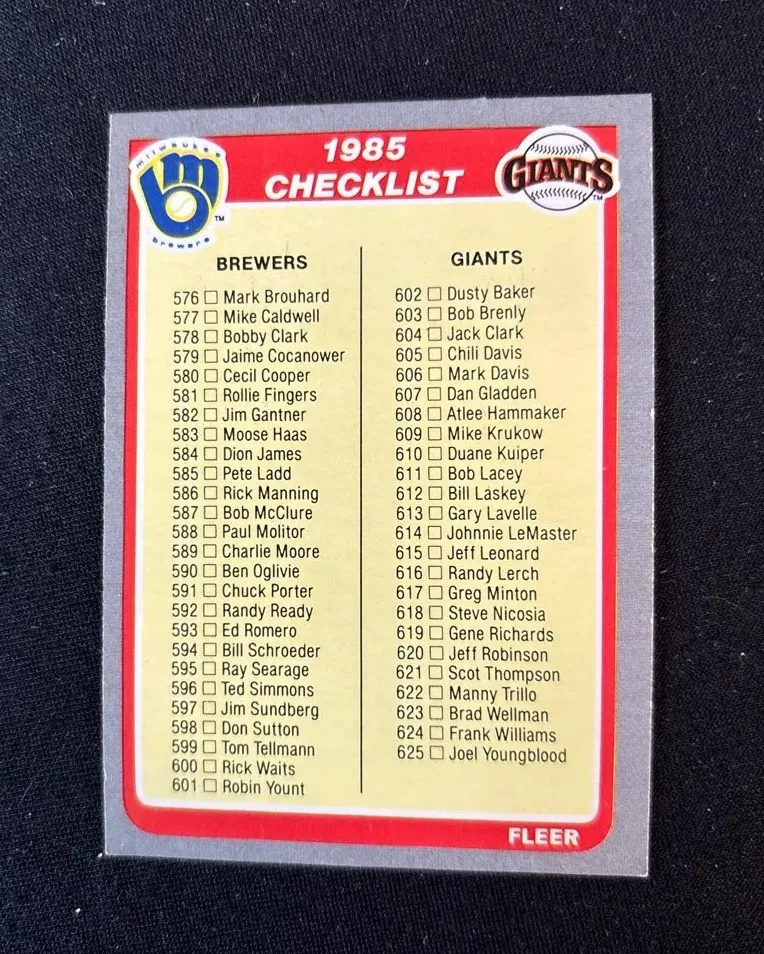 1985
CHECKLIST
milwaukee
brewers
TM
GIANTS
TM
BREWERS
576 Mark Brouhard
577 Mike Caldwell
578 Bobby Clark
579 Jaime Cocanower
580 Cecil Cooper
581 Rollie Fingers
582 Jim Gantner
583 Moose Haas
584 Dion James
585 Pete Ladd
586 Rick Manning
587 Bob McClure
588 Paul Molitor
589 Charlie Moore
590 Ben Oglivie
591 Chuck Porter
592 Randy Ready
593 Ed Romero
594 Bill Schroeder
595 Ray Searage
596 Ted Simmons
597 Jim Sundberg
598 Don Sutton
599 Tom Tellmann
600 Rick Waits
601 Robin Yount
GIANTS
602 Dusty Baker
603 Bob Brenly
604 Jack Clark
605 Chili Davis
606 Mark Davis
607 Dan Gladden
608 Atlee Hammaker
609 Mike Krukow
610 Duane Kuiper
611 Bob Lacey
612 Bill Laskey
613 Gary Lavelle
614 Johnnie LeMaster
615 Jeff Leonard
616 Randy Lerch
617 Greg Minton
618 Steve Nicosia
619 Gene Richards
620 Jeff Robinson
621 Scot Thompson
622 Manny Trillo
623 Brad Wellman
624 Frank Williams
625 Joel Youngblood
FLEER